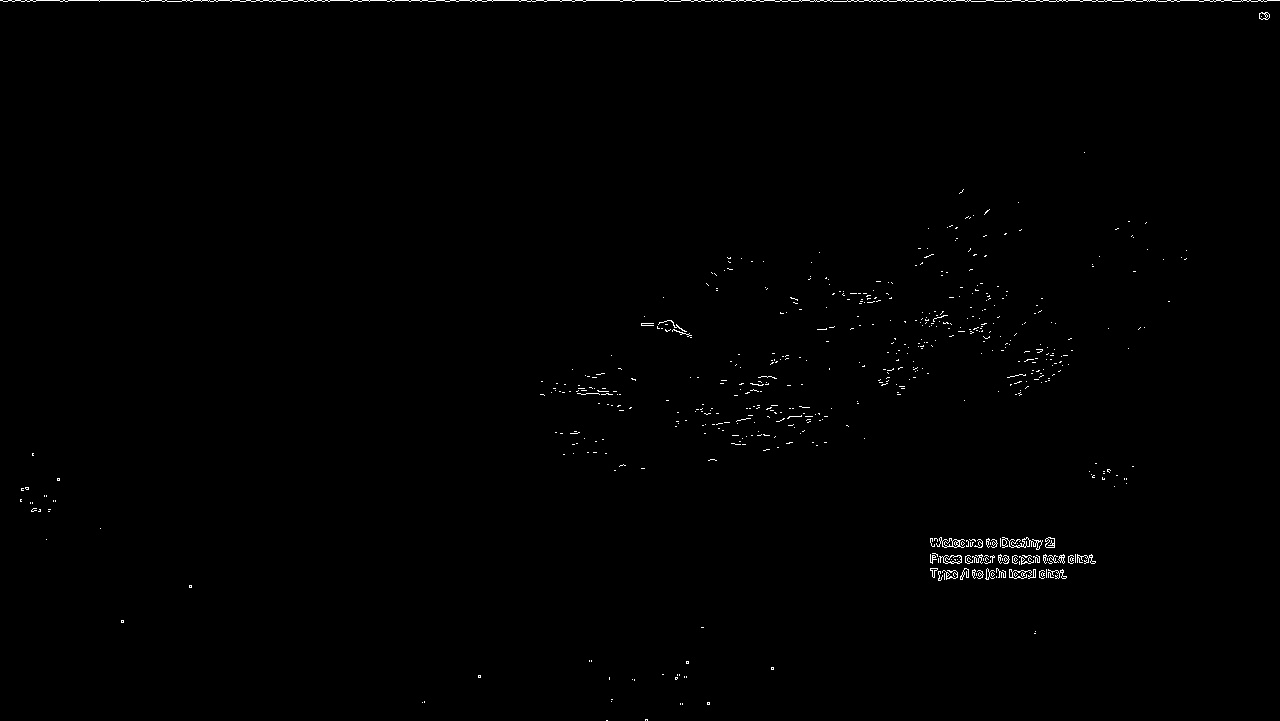 Welcome to Destiny 2!
Press enter to open text chat.
Type /l to join local chat.